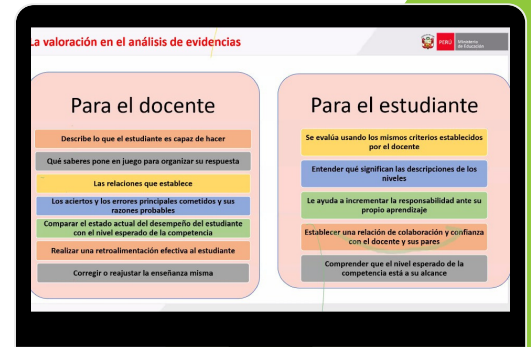 La valoración en el análisis de evidencias
PERÚ
Ministerio
de Educación
Para el docente
Describe lo que el estudiante es capaz de hacer
Qué saberes pone en juego para organizar su respuesta
Las relaciones que establece
Los aciertos y los errores principales cometidos y sus
razones probables
Comparar el estado actual del desempeño del estudiante
con el nivel esperado de la competencia
Realizar una retroalimentación efectiva al estudiante
Corregir o reajustar la enseñanza misma
Para el estudiante
Se evalúa usando los mismos criterios establecidos
por el docente
Entender qué significan las descripciones de los
niveles
Le ayuda a incrementar la responsabilidad ante su
propio aprendizaje
Establecer una relación de colaboración y confianza
con el docente y sus pares
Comprender que el nivel esperado de la
competencia está a su alcance